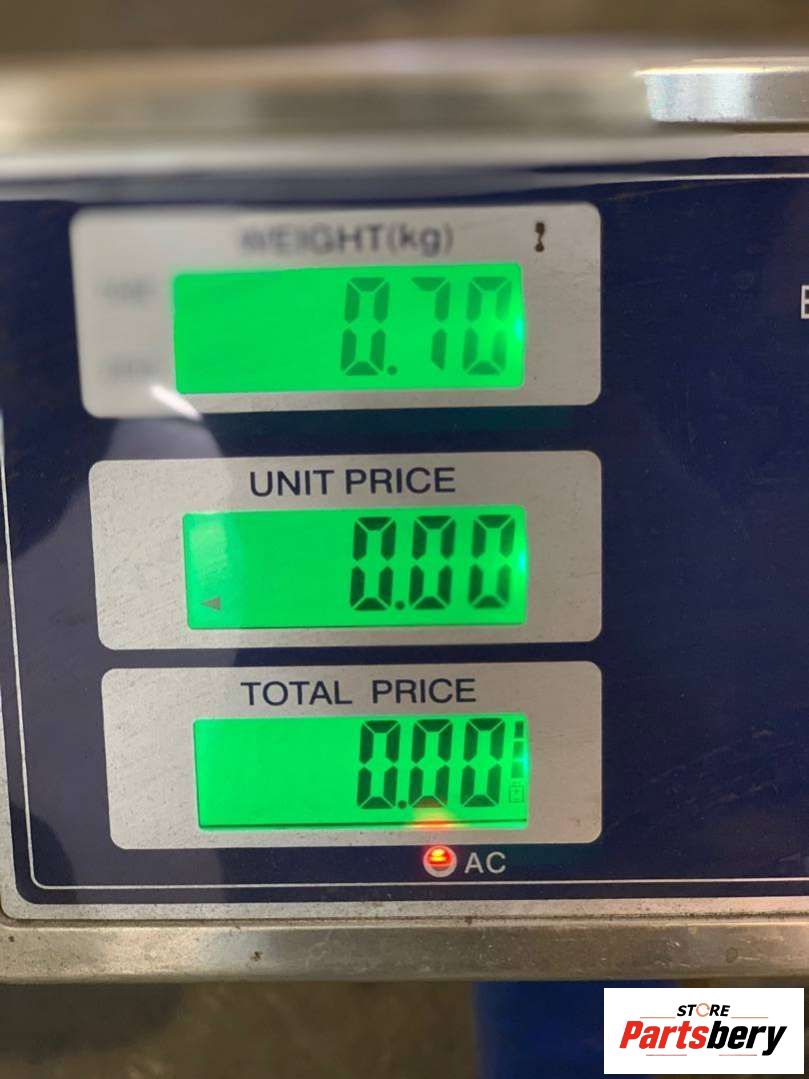 WEIGHT(kg)
0.70
UNIT PRICE
0.00
TOTAL PRICE
0.00
AC
STORE
Partsbery